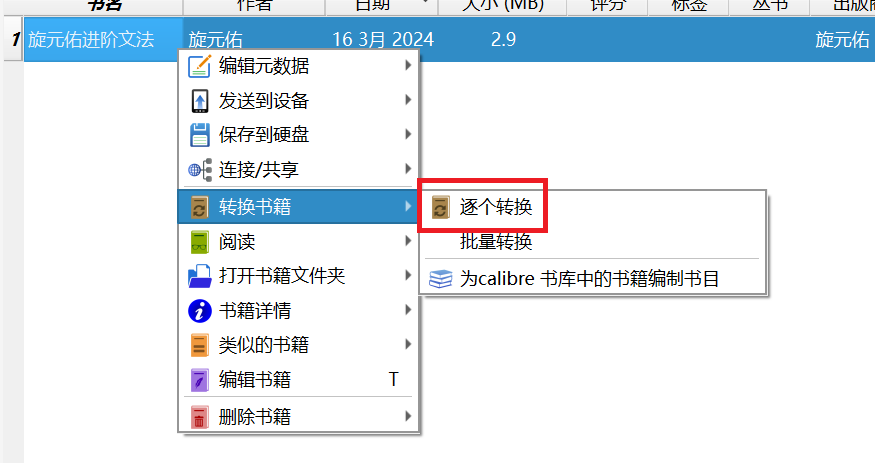 书名 作者 日期 大小 (MB) 评分 标签 丛书 出版商
1 旋元佑进阶文法 旋元佑 16 3月 2024 2.9 旋元佑
编辑元数据
发送到设备
保存到硬盘
连接/共享
转换书籍
逐个转换
批量转换
为calibre 书库中的书籍编制书目
阅读
打开书籍文件夹
书籍详情
类似的书籍
编辑书籍 T
删除书籍